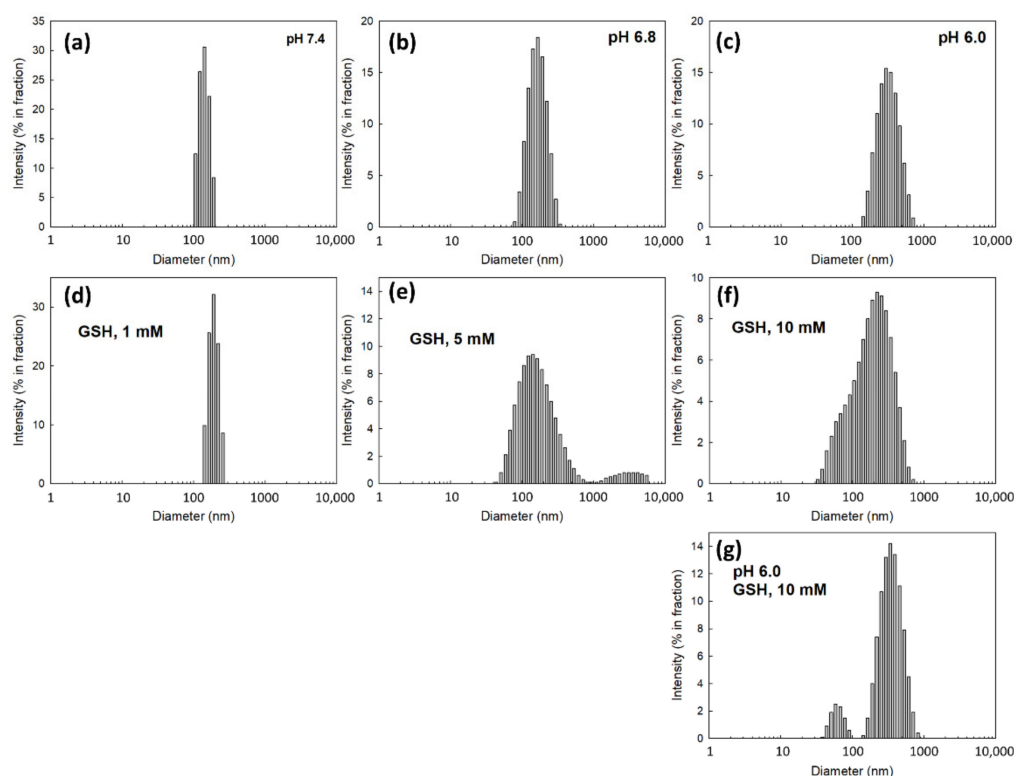 (a)
pH 7.4
Intensity (% in fraction)
35
30
25
20
15
10
5
0
1
10
100
1000
10,000
Diameter (nm)
(b)
pH 6.8
Intensity (% in fraction)
20
15
10
5
0
1
10
100
1000
10,000
Diameter (nm)
(c)
pH 6.0
Intensity (% in fraction)
20
15
10
5
0
1
10
100
1000
10,000
Diameter (nm)
(d)
GSH, 1 mM
Intensity (% in fraction)
30
20
10
0
1
10
100
1000
10,000
Diameter (nm)
(e)
GSH, 5 mM
Intensity (% in fraction)
14
12
10
8
6
4
2
0
1
10
100
1000
10,000
Diameter (nm)
(f)
GSH, 10 mM
Intensity (% in fraction)
10
8
6
4
2
0
1
10
100
1000
10,000
Diameter (nm)
(g)
pH 6.0
GSH, 10 mM
Intensity (% in fraction)
14
12
10
8
6
4
2
0
1
10
100
1000
10,000
Diameter (nm)